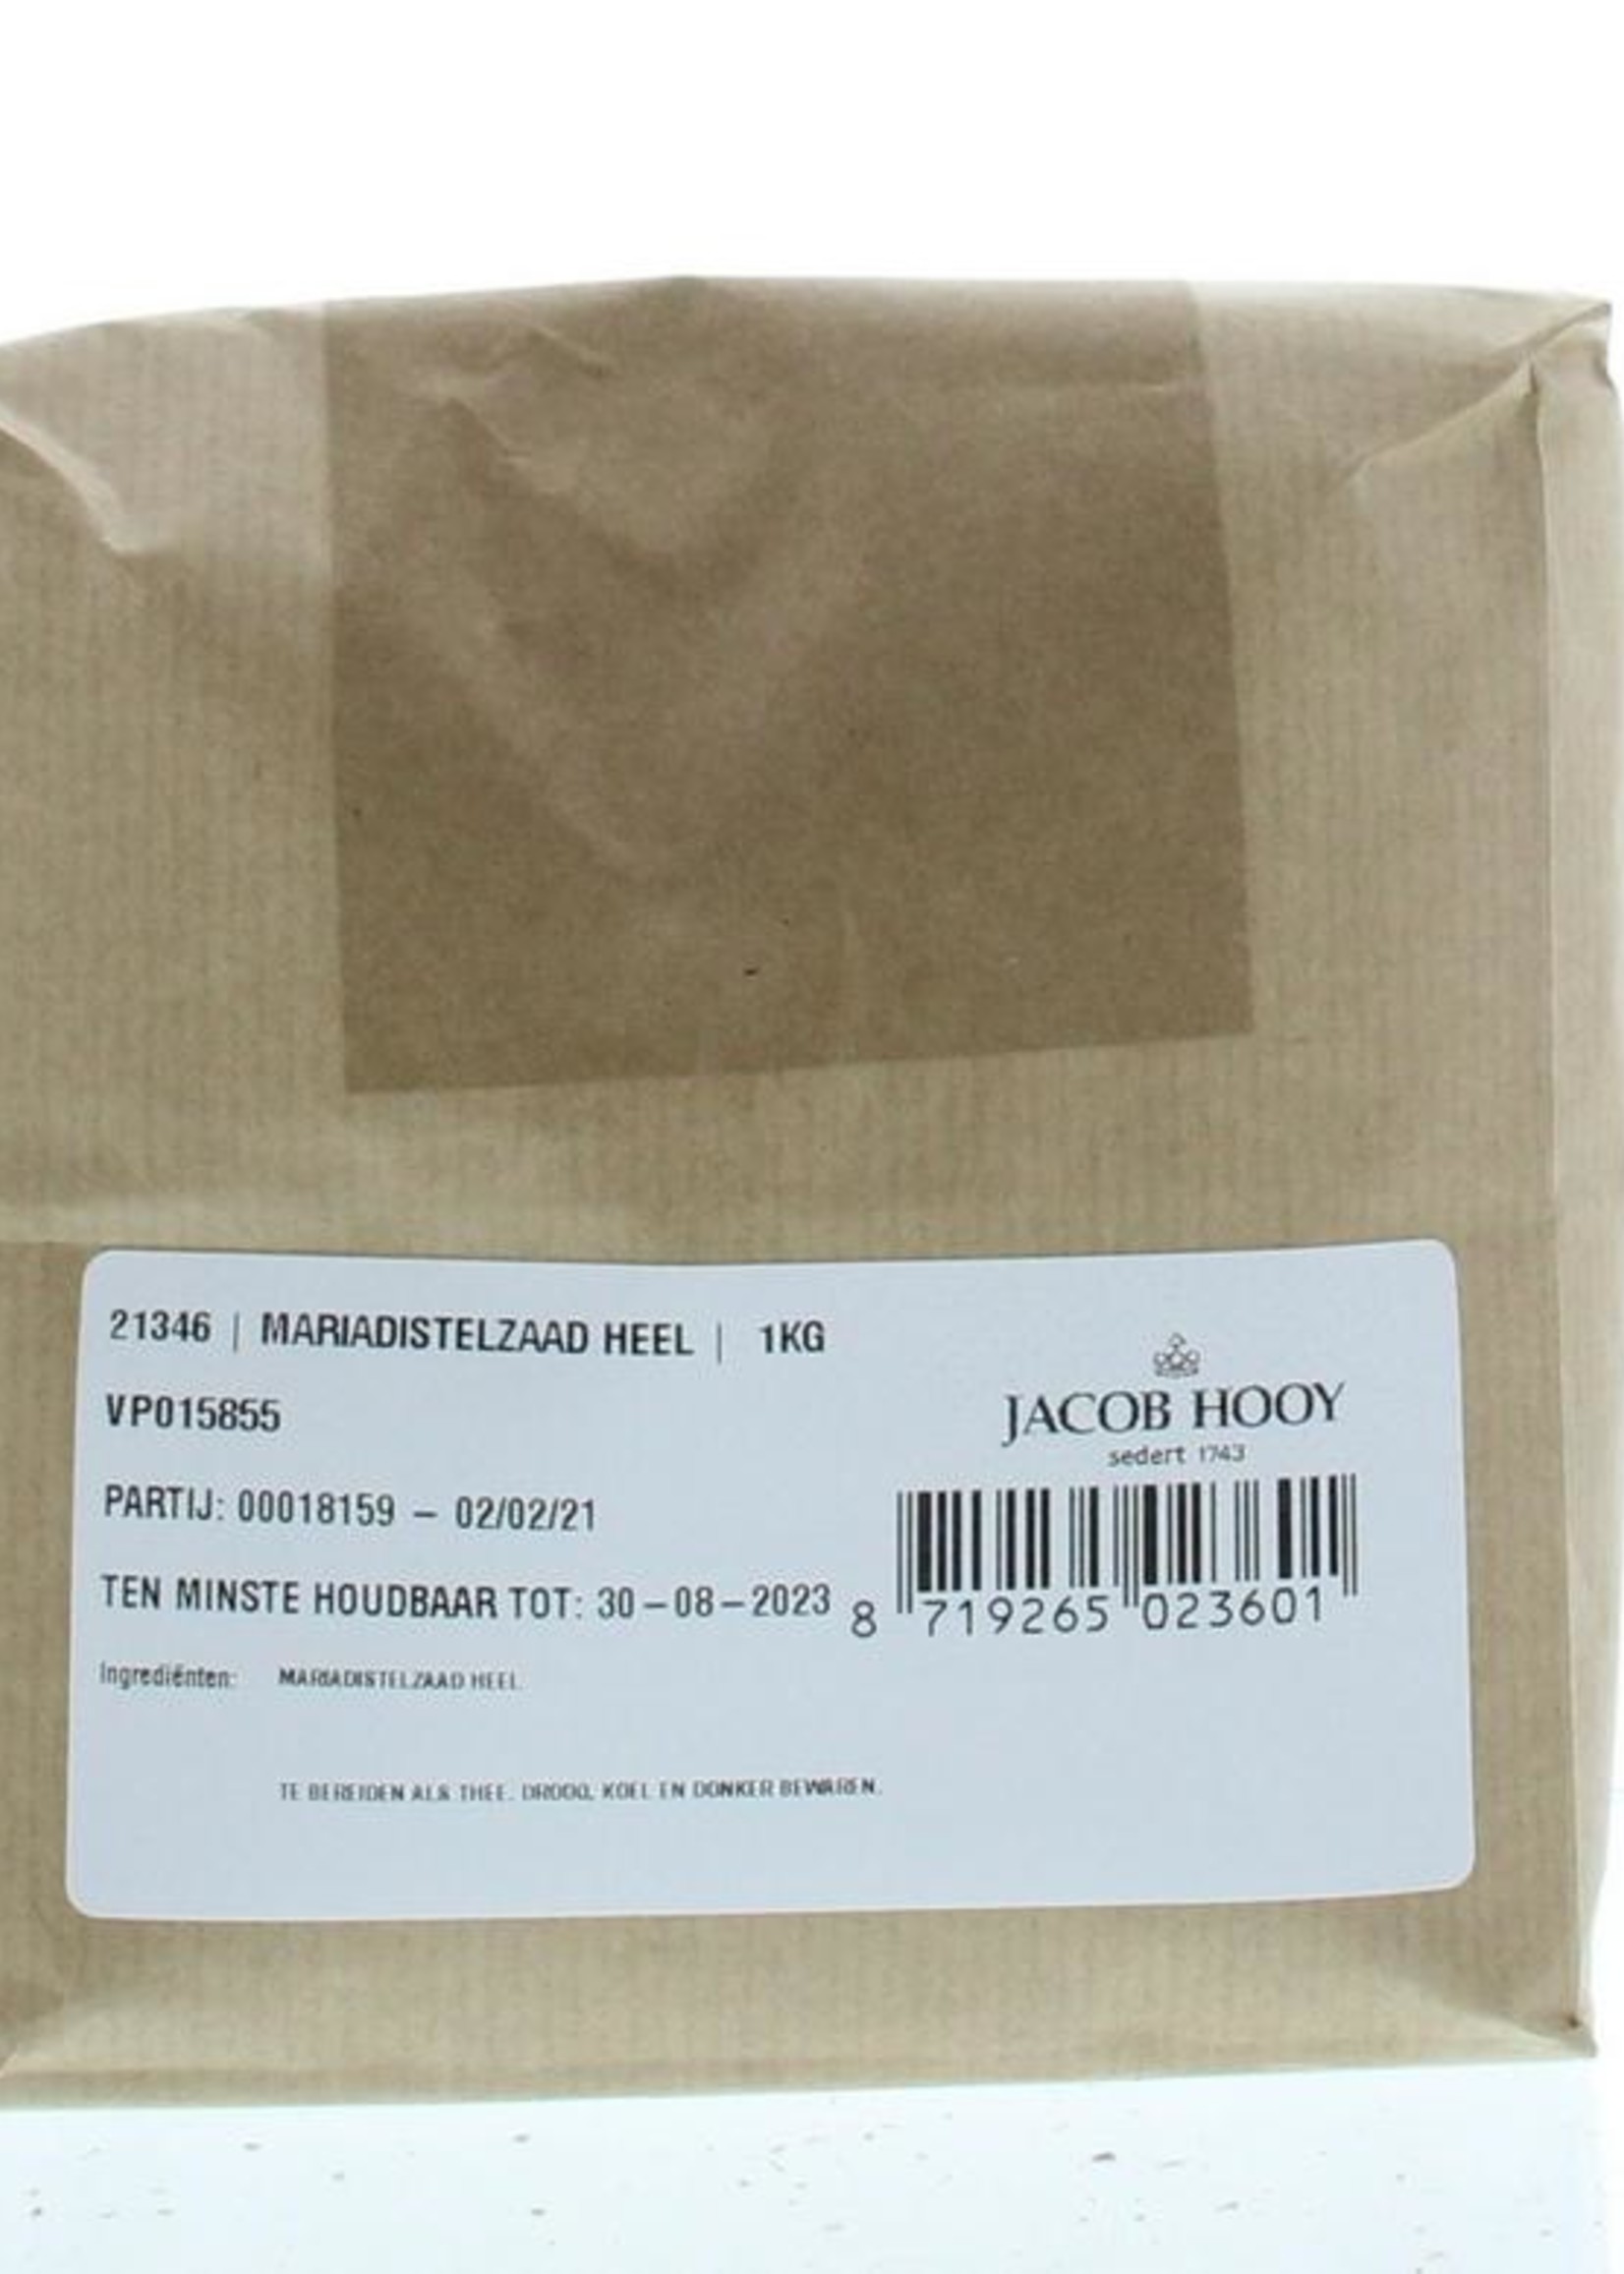 21346 | MARIADISTELZAAD HEEL | 1KG
VP015855
PARTIJ: 00018159 – 02/02/21
TEN MINSTE HOUDBAAR TOT: 30-08-2023
Ingrediënten: MARIADISTELZAAD HEEL
TE BEREIDEN ALS THEE. DROOG, KOEL EN DONKER BEWAREN.
JACOB HOOY
sedert 1743
8 719265 023601